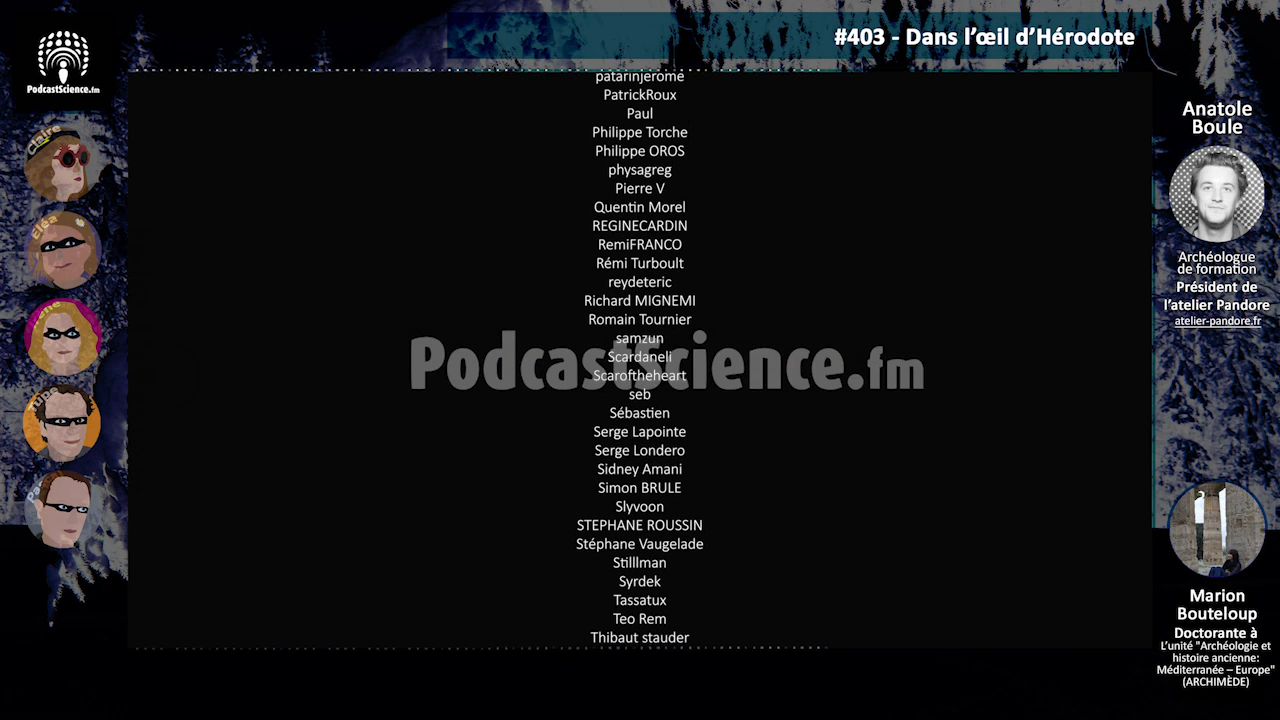 #403 - Dans l'œil d'Hérodote
PodcastScience.fm
Claire
Eléa
patarinjerome
PatrickRoux
Paul
Philippe Torche
Philippe OROS
physagreg
Pierre V
Quentin Morel
REGINECARDIN
RemiFRANCO
Rémi Turboult
reydeteric
Richard MIGNEMI
Romain Tournier
samzun
Scardaneli
Scaroftheheart
seb
Sébastien
Serge Lapointe
Serge Londero
Sidney Amani
Simon BRULE
Slyvoon
STEPHANE ROUSSIN
Stéphane Vaugelade
Stilllman
Syrdek
Tassatux
Teo Rem
Thibaut stauder
PodcastScience.fm
Anatole
Boule
Archéologue
de formation
Président de
l'atelier Pandore
atelier-pandore.fr
Marion
Bouteloup
Doctorante à
L'unité "Archéologie et
histoire ancienne:
Méditerranée – Europe"
(ARCHIMÈDE)